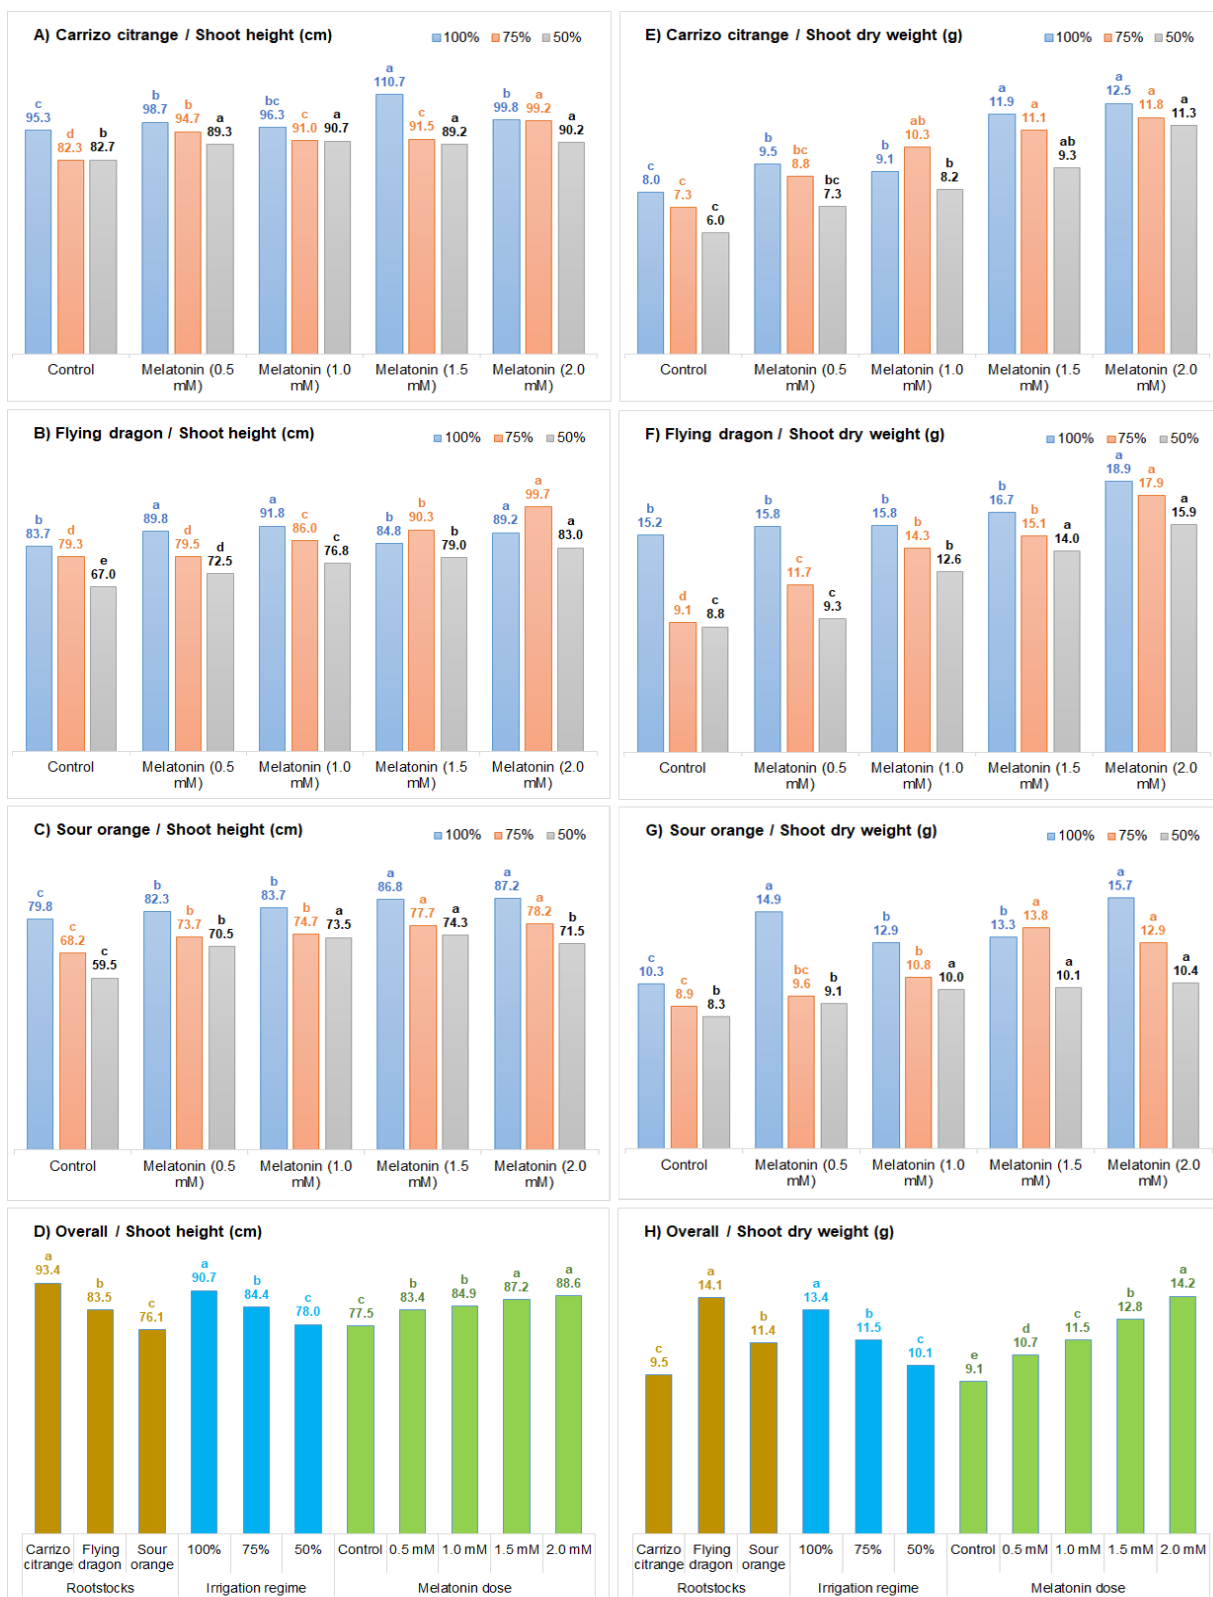 A) Carrizo citrange / Shoot height (cm)
100% 75% 50%
c b bc a b
95.3 98.7 96.3 110.7 99.8
d b c c a
82.3 94.7 91.0 91.5 99.2
b a a a a
82.7 89.3 90.7 89.2 90.2
Control Melatonin (0.5 mM) Melatonin (1.0 mM) Melatonin (1.5 mM) Melatonin (2.0 mM)
E) Carrizo citrange / Shoot dry weight (g)
100% 75% 50%
c b b a a
8.0 9.5 9.1 11.9 12.5
c bc ab a a
7.3 8.8 10.3 11.1 11.8
c bc b ab a
6.0 7.3 8.2 9.3 11.3
Control Melatonin (0.5 mM) Melatonin (1.0 mM) Melatonin (1.5 mM) Melatonin (2.0 mM)
B) Flying dragon / Shoot height (cm)
100% 75% 50%
b a a b a
83.7 89.8 91.8 84.8 89.2
d d c b a
79.3 79.5 86.0 90.3 99.7
e d c b a
67.0 72.5 76.8 79.0 83.0
Control Melatonin (0.5 mM) Melatonin (1.0 mM) Melatonin (1.5 mM) Melatonin (2.0 mM)
F) Flying dragon / Shoot dry weight (g)
100% 75% 50%
b b b b a
15.2 15.8 15.8 16.7 18.9
d c b b a
9.1 11.7 14.3 15.1 17.9
c c b a a
8.8 9.3 12.6 14.0 15.9
Control Melatonin (0.5 mM) Melatonin (1.0 mM) Melatonin (1.5 mM) Melatonin (2.0 mM)
C) Sour orange / Shoot height (cm)
100% 75% 50%
c b b a a
79.8 82.3 83.7 86.8 87.2
c b b a a
68.2 73.7 74.7 77.7 78.2
c b a a b
59.5 70.5 73.5 74.3 71.5
Control Melatonin (0.5 mM) Melatonin (1.0 mM) Melatonin (1.5 mM) Melatonin (2.0 mM)
G) Sour orange / Shoot dry weight (g)
100% 75% 50%
c a b b a
10.3 14.9 12.9 13.3 15.7
c bc b a a
8.9 9.6 10.8 13.8 12.9
b b a a a
8.3 9.1 10.0 10.1 10.4
Control Melatonin (0.5 mM) Melatonin (1.0 mM) Melatonin (1.5 mM) Melatonin (2.0 mM)
D) Overall / Shoot height (cm)
a b c a b c c b b a a
93.4 83.5 76.1 90.7 84.4 78.0 77.5 83.4 84.9 87.2 88.6
Carrizo citrange Flying dragon Sour orange 100% 75% 50% Control 0.5 mM 1.0 mM 1.5 mM 2.0 mM
Rootstocks Irrigation regime Melatonin dose
H) Overall / Shoot dry weight (g)
c a b a b c e d c b a
9.5 14.1 11.4 13.4 11.5 10.1 9.1 10.7 11.5 12.8 14.2
Carrizo citrange Flying dragon Sour orange 100% 75% 50% Control 0.5 mM 1.0 mM 1.5 mM 2.0 mM
Rootstocks Irrigation regime Melatonin dose